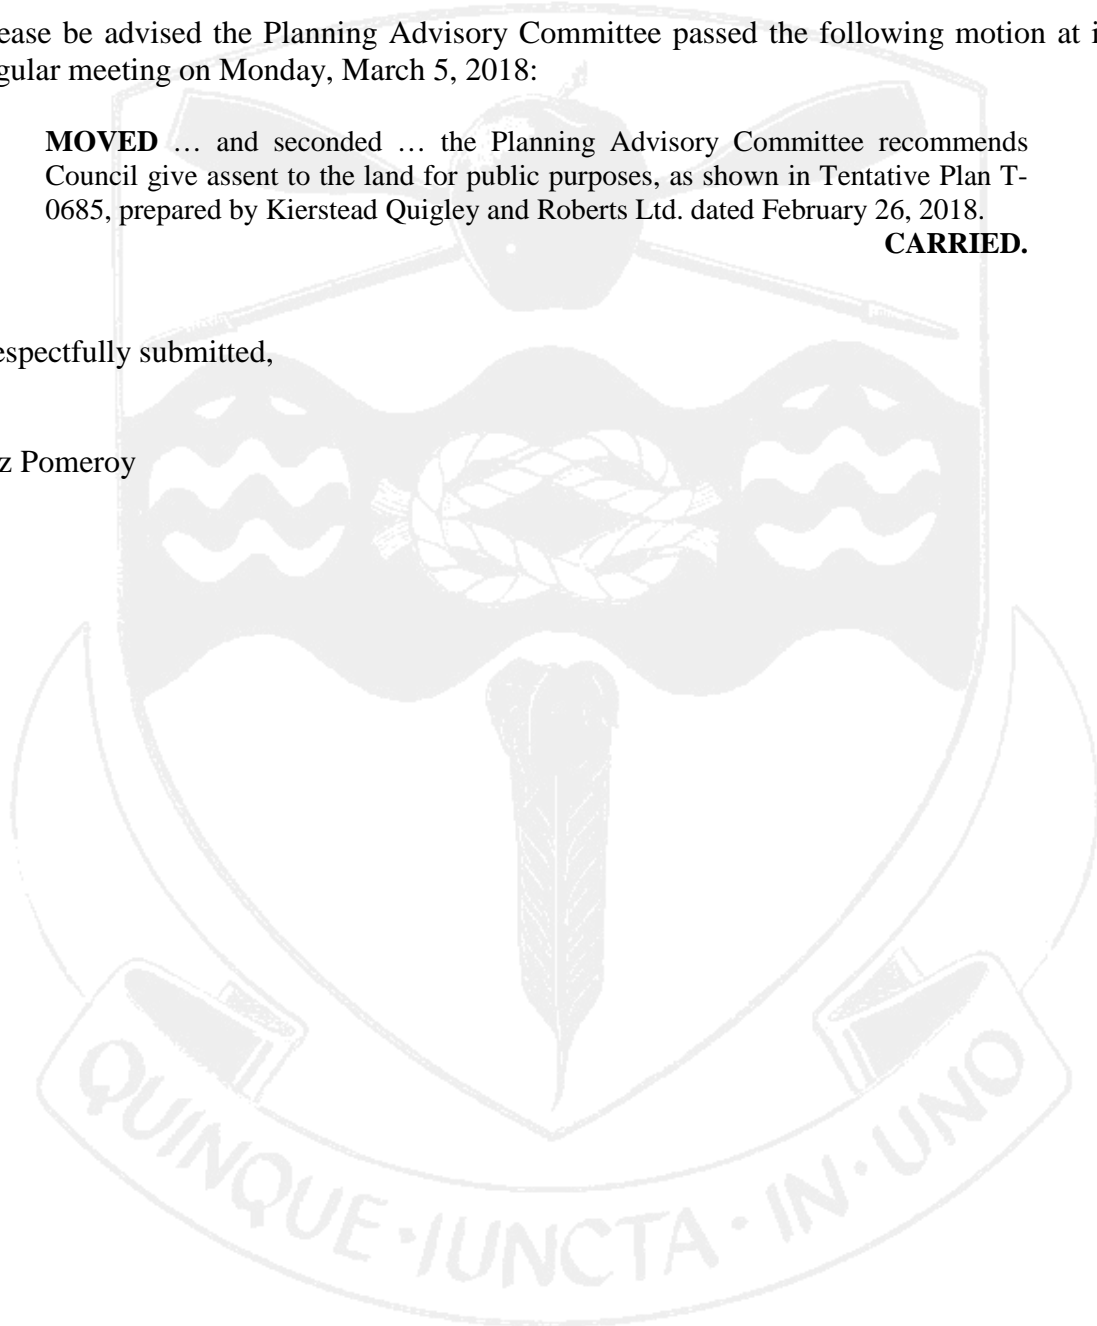 ease be advised the Planning Advisory Committee passed the following motion at i
gular meeting on Monday, March 5, 2018:
MOVED … and seconded … the Planning Advisory Committee recommends
Council give assent to the land for public purposes, as shown in Tentative Plan T-
0685, prepared by Kierstead Quigley and Roberts Ltd. dated February 26, 2018.
CARRIED.
espectfully submitted,
z Pomeroy
QUINQUE·IUNCTA·IN·UNO